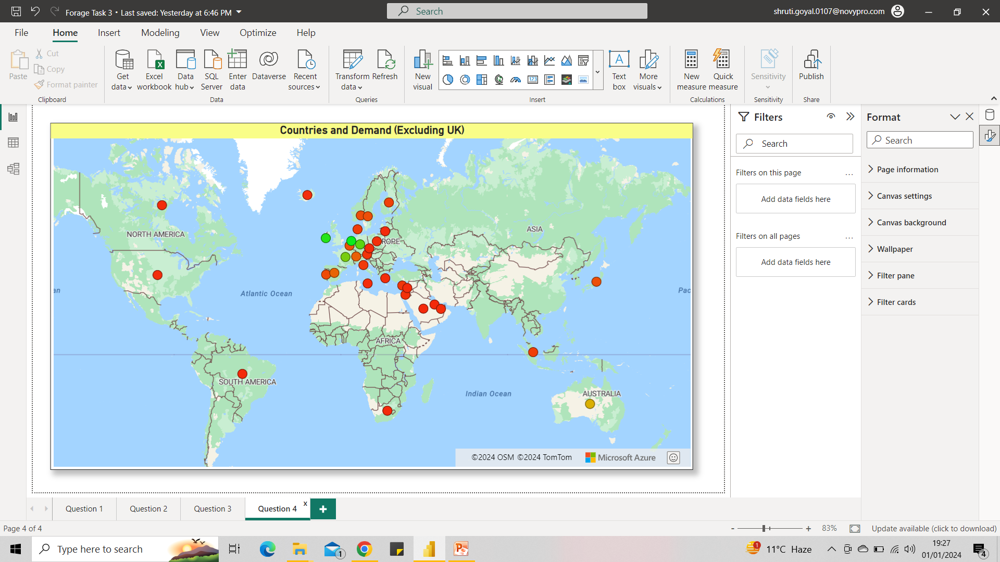 Forage Task 3 • Last saved: Yesterday at 6:46 PM
Search
shruti.goyal.0107@novypro.com
File Home Insert Modeling View Optimize Help
Paste
Cut
Copy
Format painter
Clipboard
Get data
Excel workbook
Data hub
SQL Server
Enter data
Dataverse
Recent sources
Data
Transform data
Refresh
Queries
New visual
123
Insert
A
Text box
More visuals
New measure
Quick measure
Calculations
Sensitivity
Sensitivity
Publish
Share
Countries and Demand (Excluding UK)
NORTH AMERICA
ASIA
ROPE
Atlantic Ocean
an
Pac
AFRICA
SOUTH AMERICA
Indian Ocean
AUSTRALIA
©2024 OSM ©2024 TomTom
Microsoft Azure
Filters
Search
Filters on this page
...
Add data fields here
Filters on all pages
...
Add data fields here
Format
Search
Page information
Canvas settings
Canvas background
Wallpaper
Filter pane
Filter cards
Question 1
Question 2
Question 3
Question 4
x
+
Page 4 of 4
- + 83%
Update available (click to download)
Type here to search
1
1
11°C Haze
19:27
01/01/2024
4